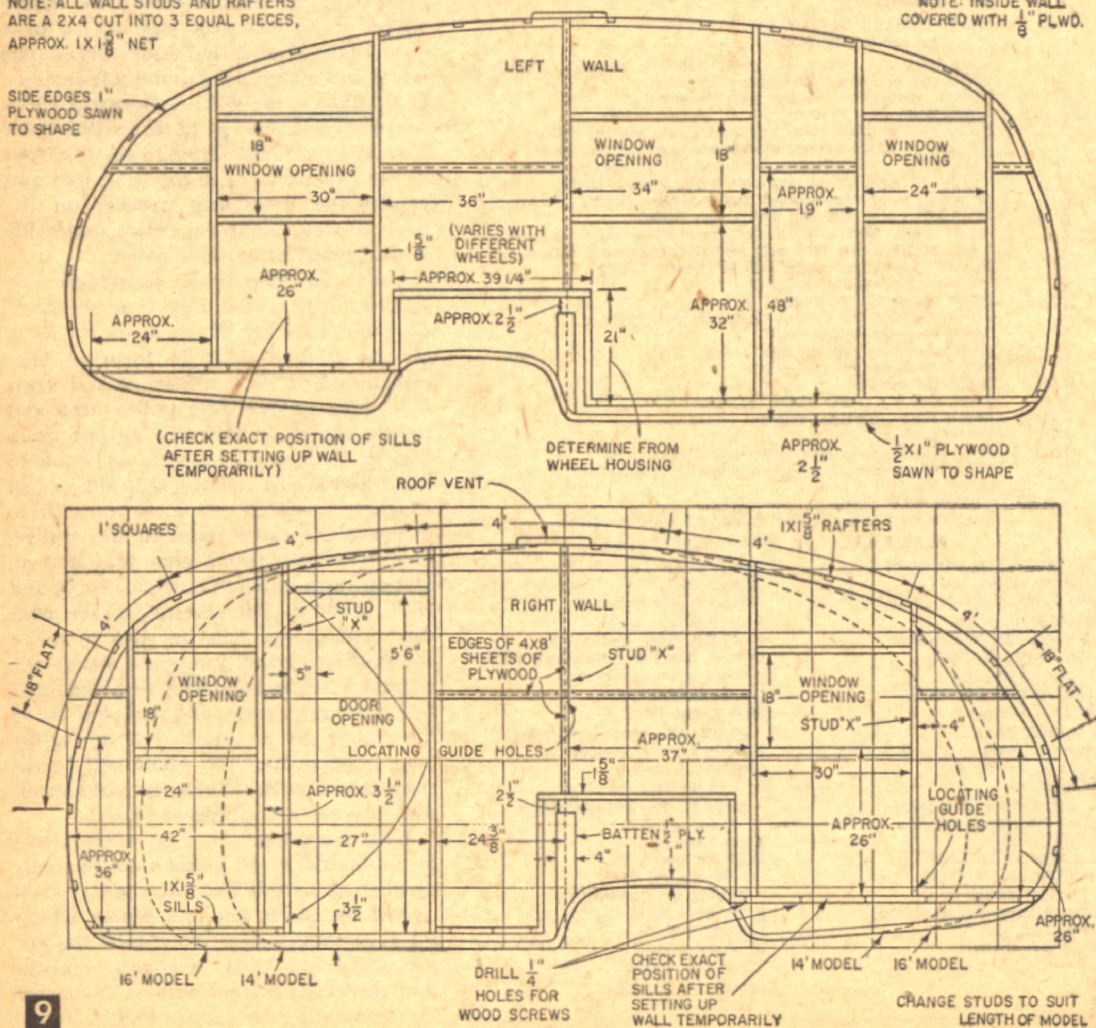 NOTE: ALL WALL STUDS AND RAFTERS
ARE A 2X4 CUT INTO 3 EQUAL PIECES,
APPROX. 1X1 5/8" NET
NOTE: INSIDE WALL
COVERED WITH 1/8" PLWD.
LEFT WALL
SIDE EDGES 1"
PLYWOOD SAWN
TO SHAPE
18"
WINDOW OPENING
30"
36"
(VARIES WITH
DIFFERENT
WHEELS)
APPROX. 39 1/4"
1 5/8"
WINDOW
OPENING
18"
34"
APPROX.
19"
WINDOW
OPENING
24"
APPROX.
26"
APPROX.
24"
APPROX. 2 1/2"
21"
APPROX.
32"
48"
(CHECK EXACT POSITION OF SILLS
AFTER SETTING UP WALL
TEMPORARILY)
DETERMINE FROM
WHEEL HOUSING
APPROX.
2 1/2"
1/2 X1" PLYWOOD
SAWN TO SHAPE
ROOF VENT
1' SQUARES
4'
4'
4'
4'
4'
1X1 5/8" RAFTERS
18" FLAT
18" FLAT
RIGHT WALL
STUD
"X"
5'6"
5"
EDGES OF 4X8'
SHEETS OF
PLYWOOD
STUD "X"
WINDOW
OPENING
18"
DOOR
OPENING
LOCATING GUIDE HOLES
WINDOW
OPENING
18"
STUD "X"
4"
APPROX.
37"
1 5/8"
24"
APPROX. 3 1/2"
2 1/2"
30"
LOCATING
GUIDE
HOLES
42"
27"
24 3/8"
BATTEN 1/2" PLY.
1"
4"
APPROX.
26"
APPROX.
36"
1X1 5/8"
SILLS
3 1/2"
APPROX.
26"
16' MODEL
14' MODEL
DRILL 1/4"
HOLES FOR
WOOD SCREWS
CHECK EXACT
POSITION OF
SILLS AFTER
SETTING UP
WALL TEMPORARILY
14' MODEL
16' MODEL
CHANGE STUDS TO SUIT
LENGTH OF MODEL
9